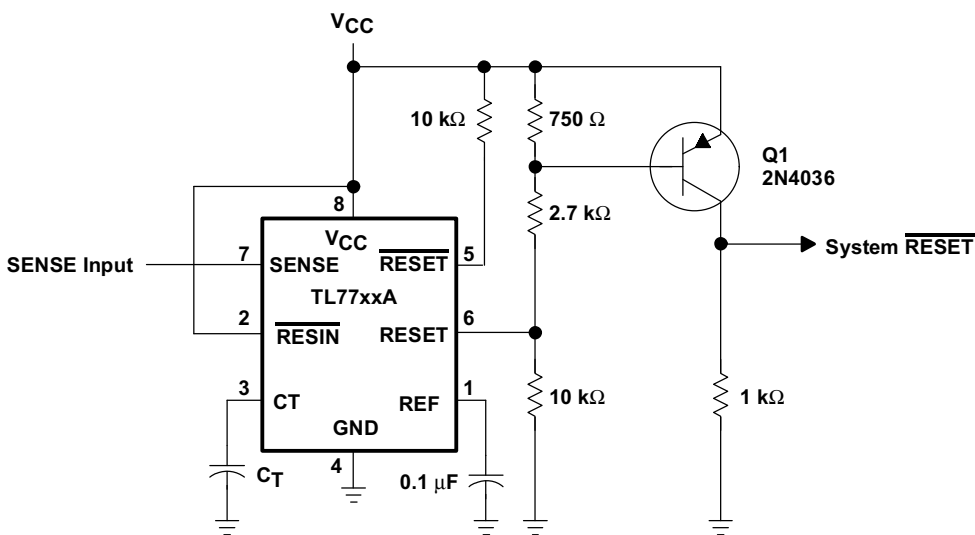 VCC
10 kΩ
750 Ω
Q1
2N4036
8
2.7 kΩ
VCC
SENSE Input
7
SENSE
RESET
5
System RESET
TL77xxA
2
RESIN
RESET
6
3
CT
REF
1
10 kΩ
1 kΩ
GND
CT
4
0.1 μF